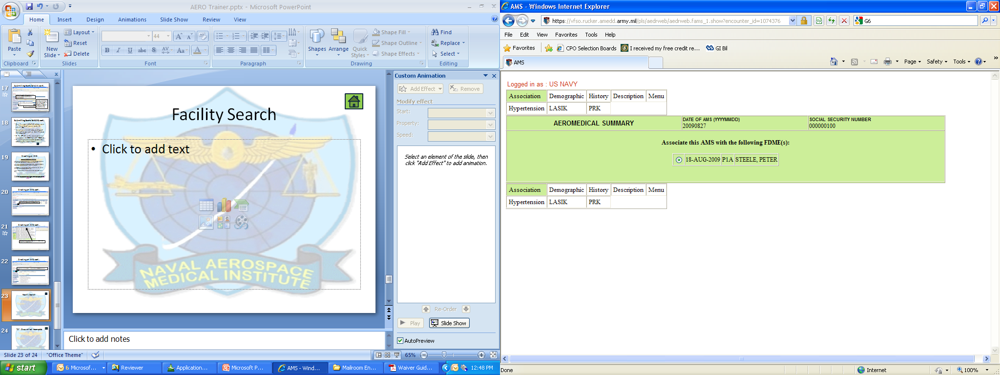 AERO Trainer.pptx - Microsoft PowerPoint
Home Insert Design Animations Slide Show Review View
Paste
New Slide
Layout
Reset
Delete
44
B I U abc S AV Aa A
Shapes Arrange Quick Styles
Shape Fill
Shape Outline
Shape Effects
Find
Replace
Select
Clipboard Slides Font Paragraph Drawing Editing
17
18
19
Creating an AMS
20
21
22
23
Facility Search
24
Facility Search
• Click to add text
NAVAL AEROSPACE
MEDICAL INSTITUTE
Click to add notes
Custom Animation
Add Effect Remove
Modify effect
Start:
Property:
Speed:
Select an element of the slide, then
click "Add Effect" to add animation.
Re-Order
Play Slide Show
AutoPreview
Slide 23 of 24 "Office Theme" 65%
start 6 Microsof... Reviewer Application... Microsoft P... AMS - Wind... Mailroom En... Waiver Guid... 12:48 PM
AMS - Windows Internet Explorer
https://vfso.rucker.amedd.army.mil/pls/aedrweb/aedrweb.fams_1.show?encounter_id=1074376
G6
File Edit View Favorites Tools Help
Favorites CPO Selection Boards I received my free credit re... GI Bil
AMS
Page Safety Tools
Logged in as : US NAVY
Association Demographic History Description Menu
Hypertension LASIK PRK
AEROMEDICAL SUMMARY
DATE OF AMS (YYYYMMDD)
20090827
SOCIAL SECURITY NUMBER
000000100
Associate this AMS with the following FDME(s):
18-AUG-2009 P1A STEELE, PETER
Association Demographic History Description Menu
Hypertension LASIK PRK
Done Internet 100%